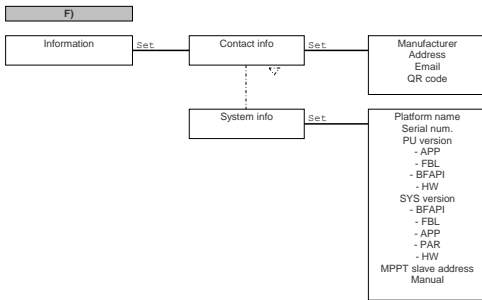 F)
Information
Set
Contact info
Set
Manufacturer
Address
Email
QR code
System info
Set
Platform name
Serial num.
PU version
- APP
- FBL
- BFAPI
- HW
SYS version
- BFAPI
- FBL
- APP
- PAR
- HW
MPPT slave address
Manual